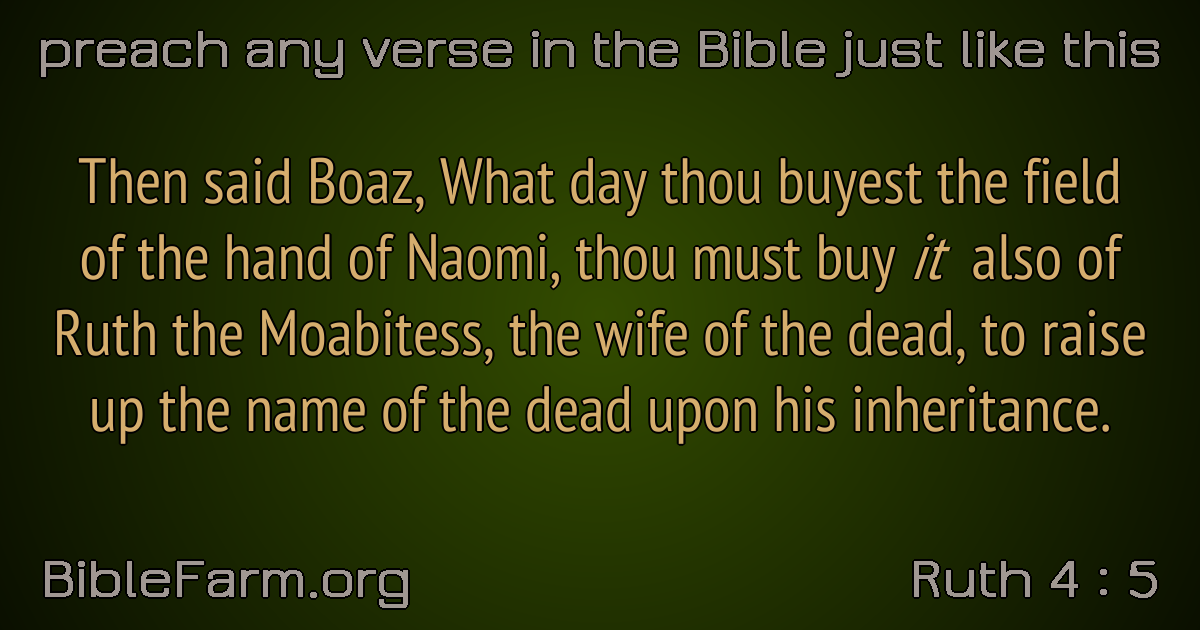 preach any verse in the Bible just like this
Then said Boaz, What day thou buyest the field
of the hand of Naomi, thou must buy it also of
Ruth the Moabitess, the wife of the dead, to raise
up the name of the dead upon his inheritance.
BibleFarm.org
Ruth 4 : 5